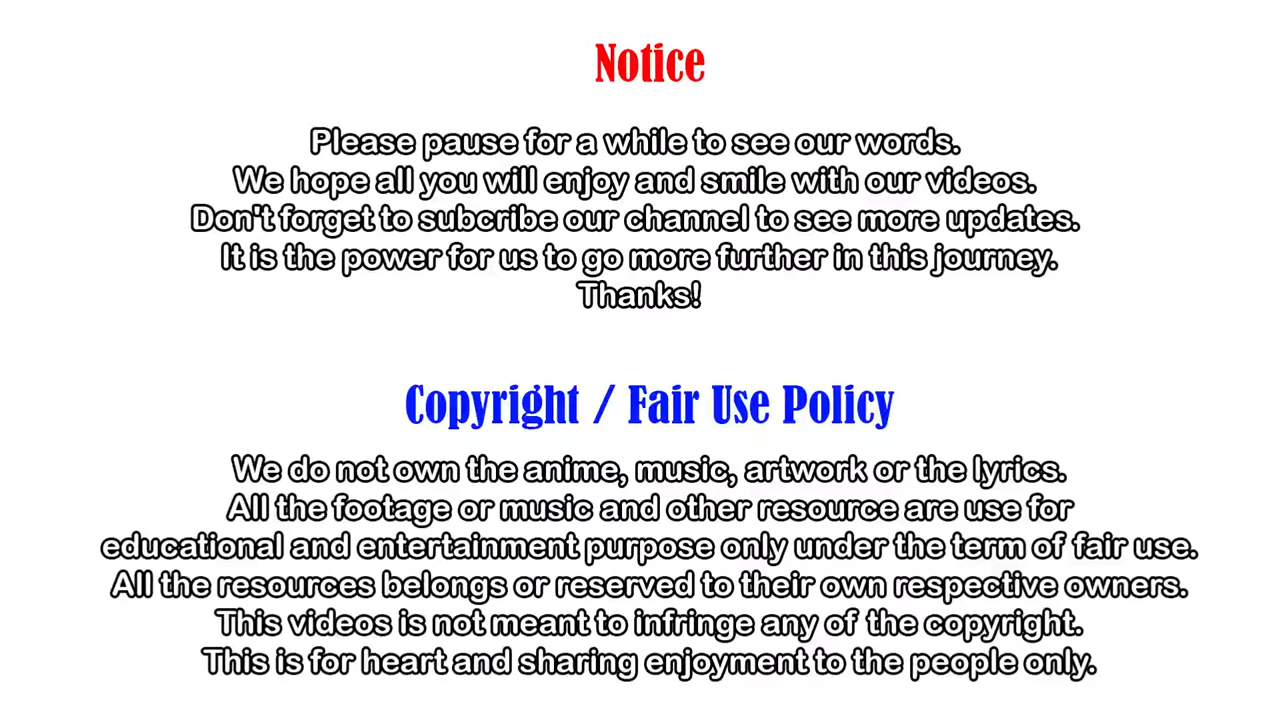 Notice
Please pause for a while to see our words.
We hope all you will enjoy and smile with our videos.
Don't forget to subcribe our channel to see more updates.
It is the power for us to go more further in this journey.
Thanks!
Copyright / Fair Use Policy
We do not own the anime, music, artwork or the lyrics.
All the footage or music and other resource are use for
educational and entertainment purpose only under the term of fair use.
All the resources belongs or reserved to their own respective owners.
This videos is not meant to infringe any of the copyright.
This is for heart and sharing enjoyment to the people only.